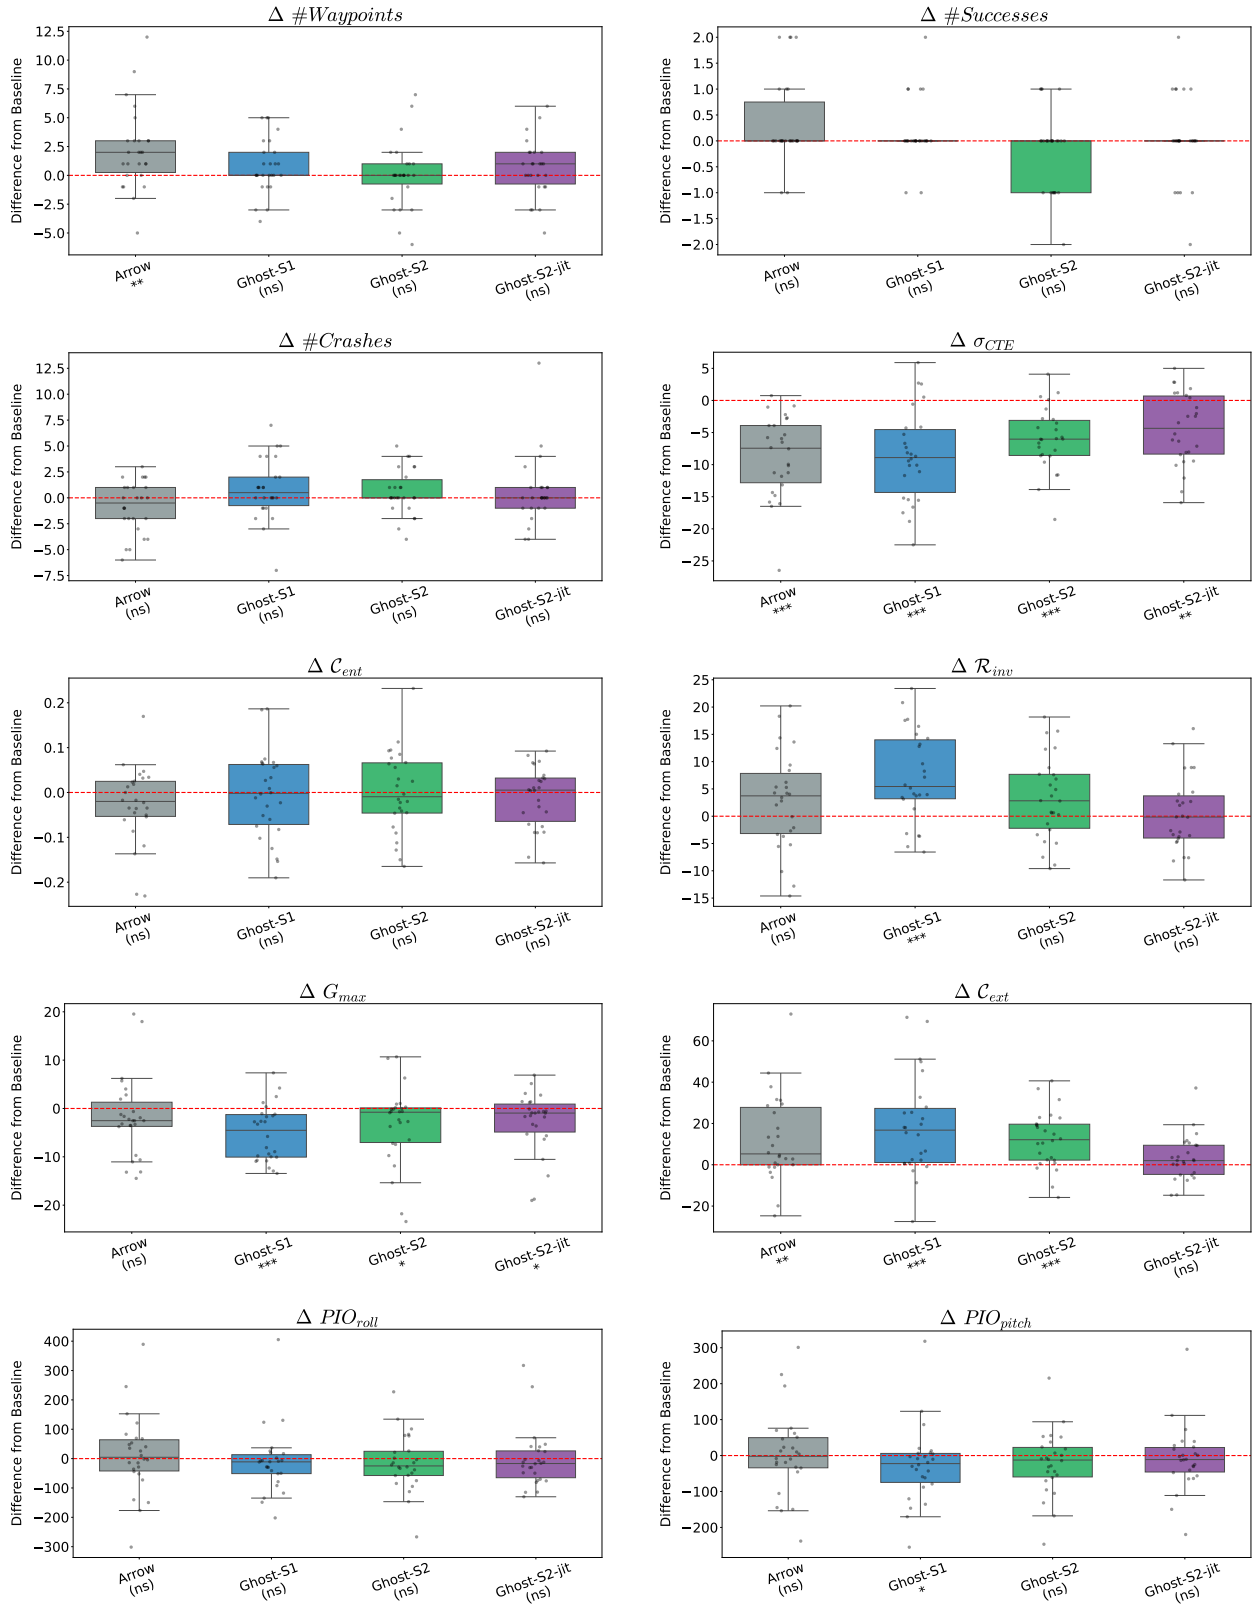 Δ #Waypoints
Difference from Baseline
12.5
10.0
7.5
5.0
2.5
0.0
−2.5
−5.0
Arrow
**
Ghost-S1
(ns)
Ghost-S2
(ns)
Ghost-S2-jit
(ns)
Δ #Successes
Difference from Baseline
2.0
1.5
1.0
0.5
0.0
−0.5
−1.0
−1.5
−2.0
Arrow
(ns)
Ghost-S1
(ns)
Ghost-S2
(ns)
Ghost-S2-jit
(ns)
Δ #Crashes
Difference from Baseline
12.5
10.0
7.5
5.0
2.5
0.0
−2.5
−5.0
−7.5
Arrow
(ns)
Ghost-S1
(ns)
Ghost-S2
(ns)
Ghost-S2-jit
(ns)
Δ σ_CTE
Difference from Baseline
5
0
−5
−10
−15
−20
−25
Arrow
***
Ghost-S1
***
Ghost-S2
***
Ghost-S2-jit
**
Δ C_ent
Difference from Baseline
0.2
0.1
0.0
−0.1
−0.2
Arrow
(ns)
Ghost-S1
(ns)
Ghost-S2
(ns)
Ghost-S2-jit
(ns)
Δ R_inv
Difference from Baseline
25
20
15
10
5
0
−5
−10
−15
Arrow
(ns)
Ghost-S1
***
Ghost-S2
(ns)
Ghost-S2-jit
(ns)
Δ G_max
Difference from Baseline
20
10
0
−10
−20
Arrow
(ns)
Ghost-S1
***
Ghost-S2
*
Ghost-S2-jit
*
Δ C_ext
Difference from Baseline
60
40
20
0
−20
Arrow
**
Ghost-S1
***
Ghost-S2
***
Ghost-S2-jit
(ns)
Δ PIO_roll
Difference from Baseline
400
300
200
100
0
−100
−200
−300
Arrow
(ns)
Ghost-S1
(ns)
Ghost-S2
(ns)
Ghost-S2-jit
(ns)
Δ PIO_pitch
Difference from Baseline
300
200
100
0
−100
−200
Arrow
(ns)
Ghost-S1
*
Ghost-S2
(ns)
Ghost-S2-jit
(ns)